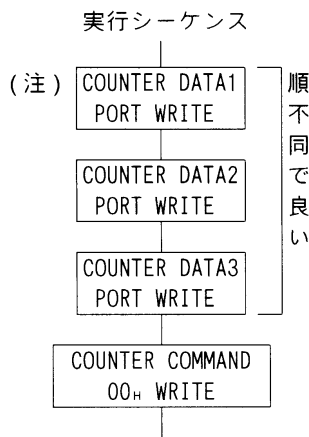 実行シーケンス
(注)
COUNTER DATA1
PORT WRITE
COUNTER DATA2
PORT WRITE
COUNTER DATA3
PORT WRITE
順不同で良い
COUNTER COMMAND
00H WRITE